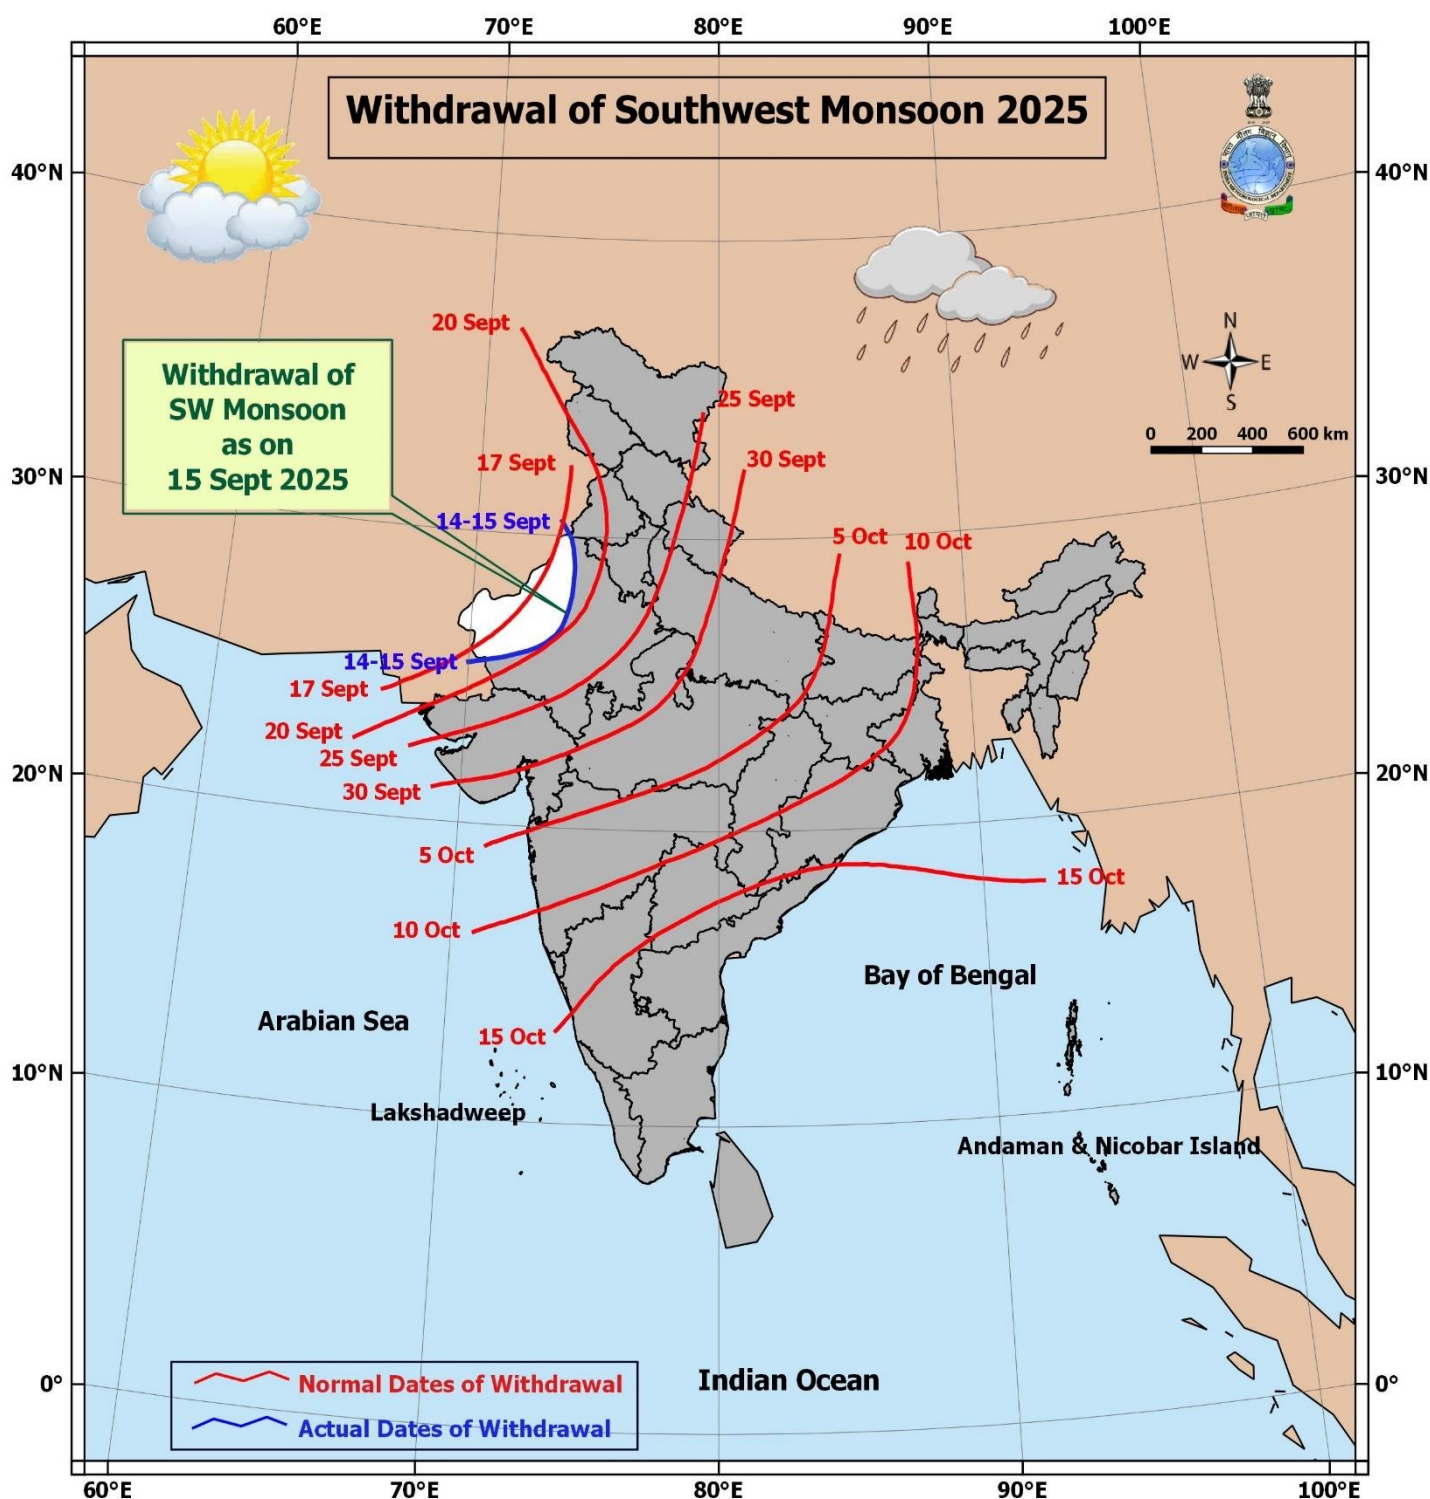 60°E 70°E 80°E 90°E 100°E
Withdrawal of Southwest Monsoon 2025
40°N 40°N
20 Sept
Withdrawal of
SW Monsoon
as on
15 Sept 2025
N
W E
S
25 Sept
0 200 400 600 km
17 Sept
30 Sept
30°N 30°N
14-15 Sept
5 Oct
10 Oct
14-15 Sept
17 Sept
20 Sept
25 Sept
20°N 20°N
30 Sept
5 Oct
15 Oct
10 Oct
Bay of Bengal
Arabian Sea
15 Oct
10°N 10°N
Lakshadweep
Andaman & Nicobar Island
0° 0°
Indian Ocean
Normal Dates of Withdrawal
Actual Dates of Withdrawal
60°E 70°E 80°E 90°E 100°E